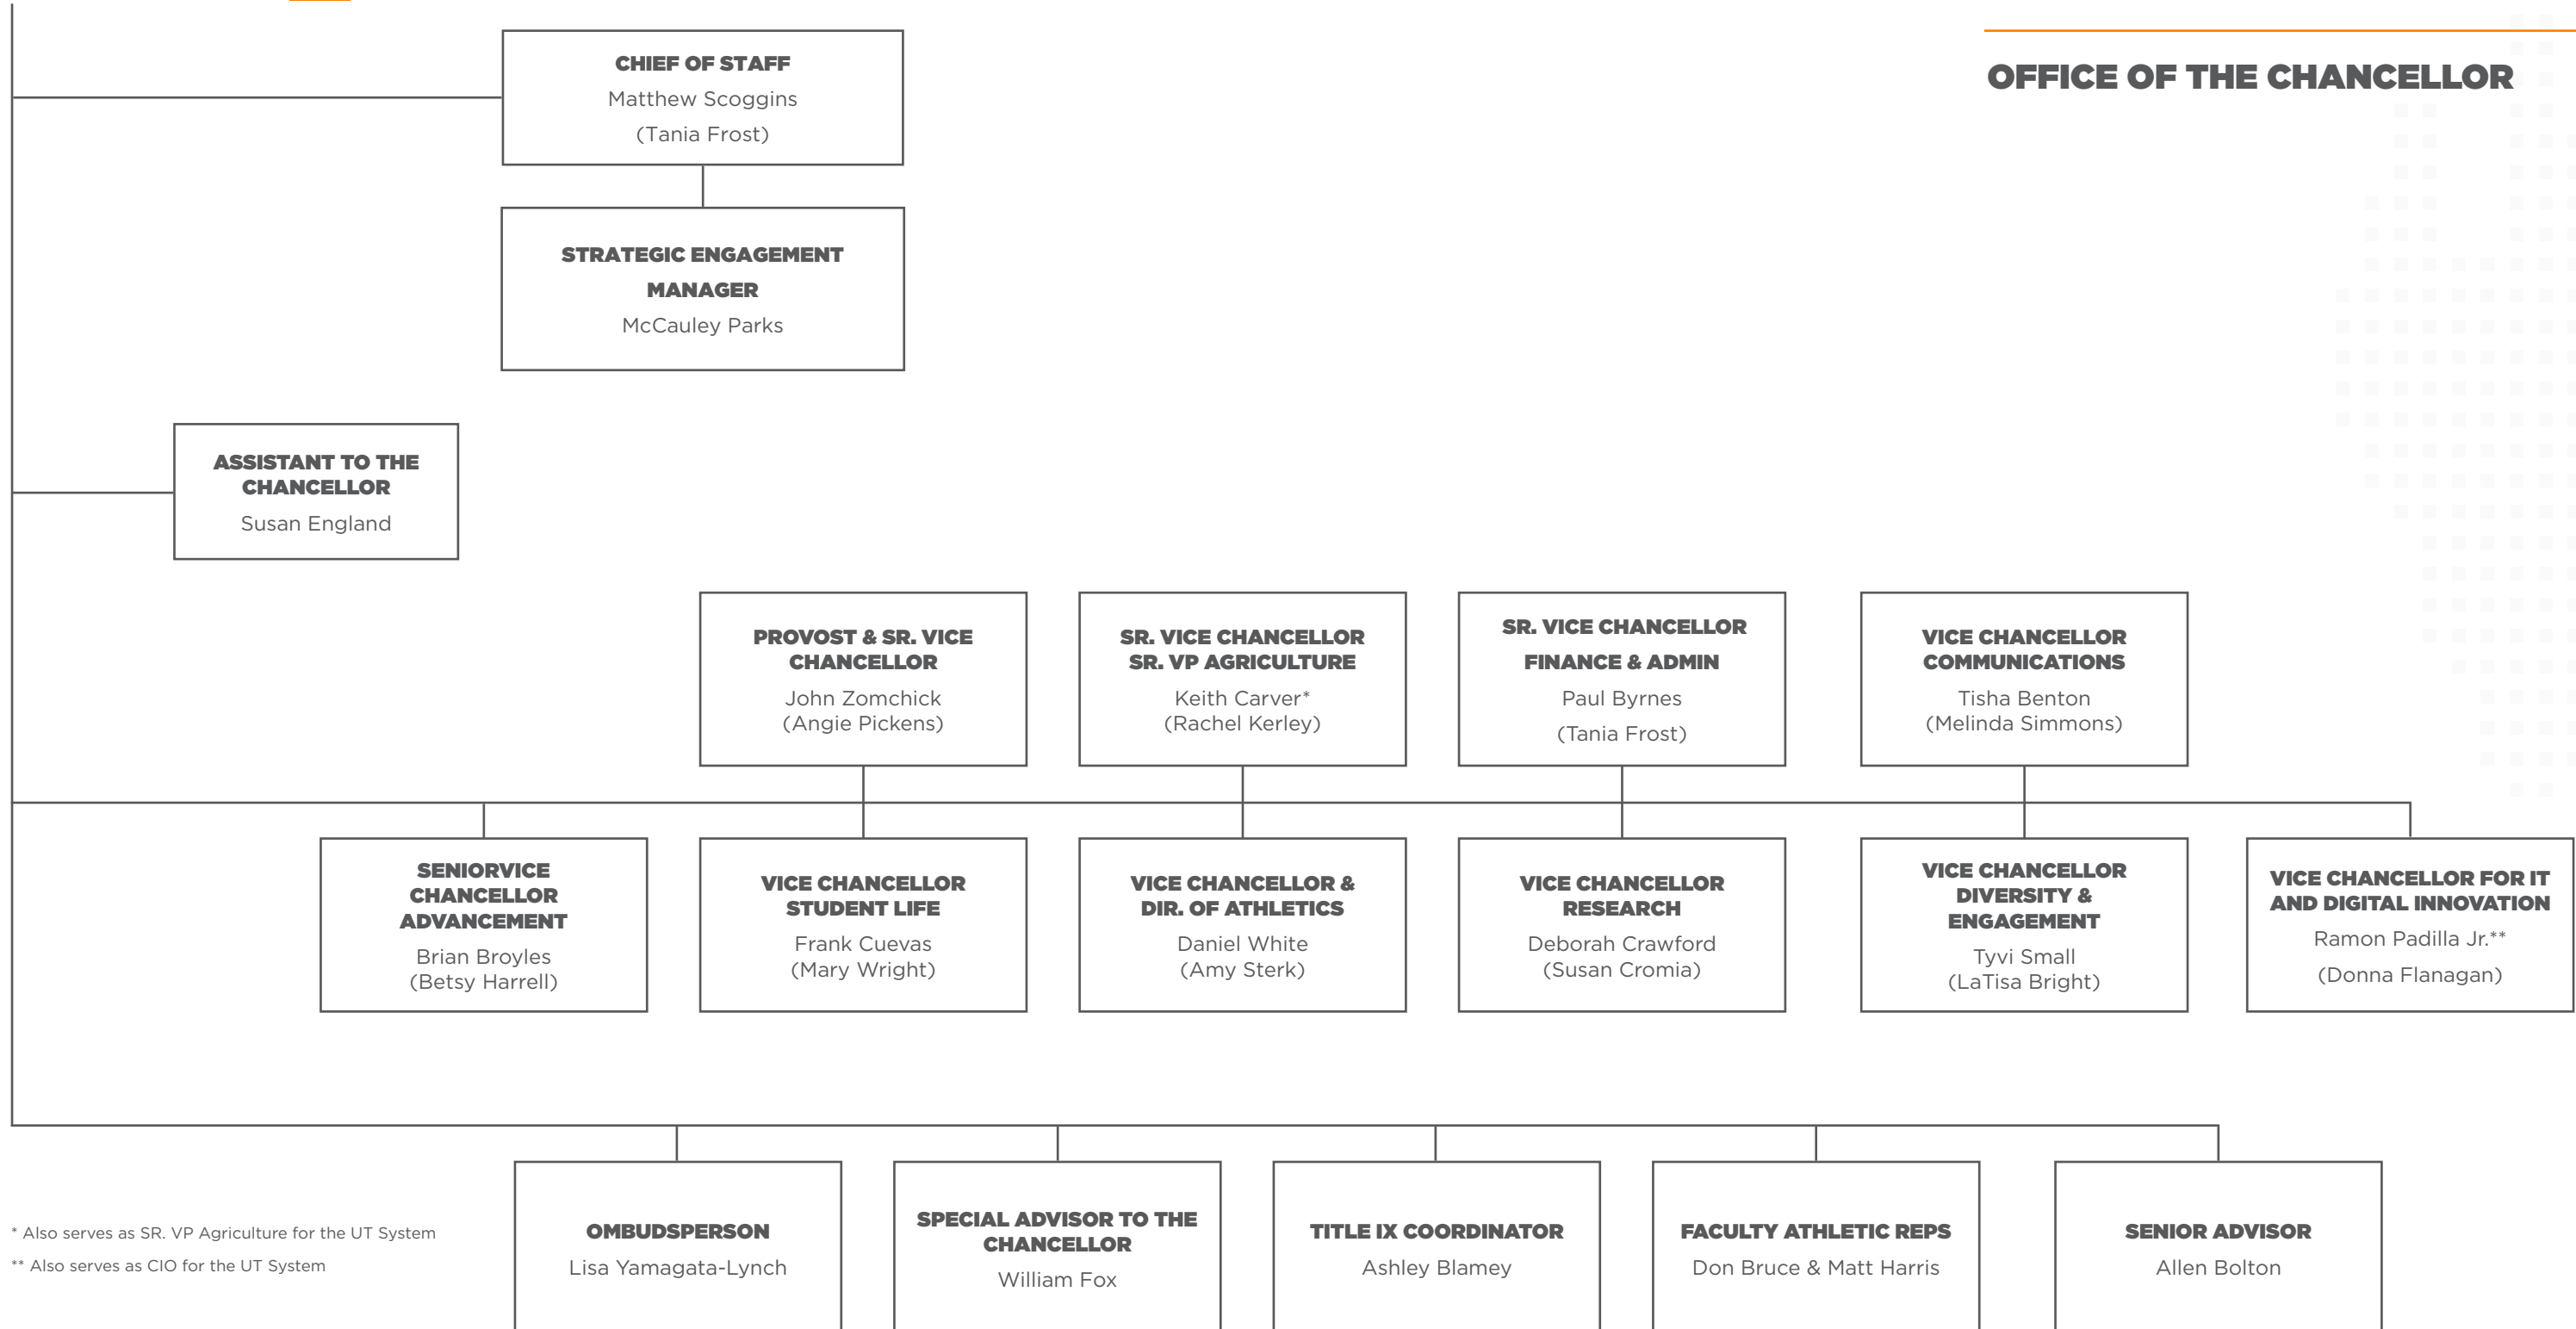 OFFICE OF THE CHANCELLOR
CHIEF OF STAFF
Matthew Scoggins
(Tania Frost)
STRATEGIC ENGAGEMENT
MANAGER
McCauley Parks
ASSISTANT TO THE
CHANCELLOR
Susan England
PROVOST & SR. VICE
CHANCELLOR
John Zomchick
(Angie Pickens)
SR. VICE CHANCELLOR
SR. VP AGRICULTURE
Keith Carver*
(Rachel Kerley)
SR. VICE CHANCELLOR
FINANCE & ADMIN
Paul Byrnes
(Tania Frost)
VICE CHANCELLOR
COMMUNICATIONS
Tisha Benton
(Melinda Simmons)
SENIORVICE
CHANCELLOR
ADVANCEMENT
Brian Broyles
(Betsy Harrell)
VICE CHANCELLOR
STUDENT LIFE
Frank Cuevas
(Mary Wright)
VICE CHANCELLOR &
DIR. OF ATHLETICS
Daniel White
(Amy Sterk)
VICE CHANCELLOR
RESEARCH
Deborah Crawford
(Susan Cromia)
VICE CHANCELLOR
DIVERSITY &
ENGAGEMENT
Tyvi Small
(LaTisa Bright)
VICE CHANCELLOR FOR IT
AND DIGITAL INNOVATION
Ramon Padilla Jr.**
(Donna Flanagan)
* Also serves as SR. VP Agriculture for the UT System
** Also serves as CIO for the UT System
OMBUDSPERSON
Lisa Yamagata-Lynch
SPECIAL ADVISOR TO THE
CHANCELLOR
William Fox
TITLE IX COORDINATOR
Ashley Blamey
FACULTY ATHLETIC REPS
Don Bruce & Matt Harris
SENIOR ADVISOR
Allen Bolton